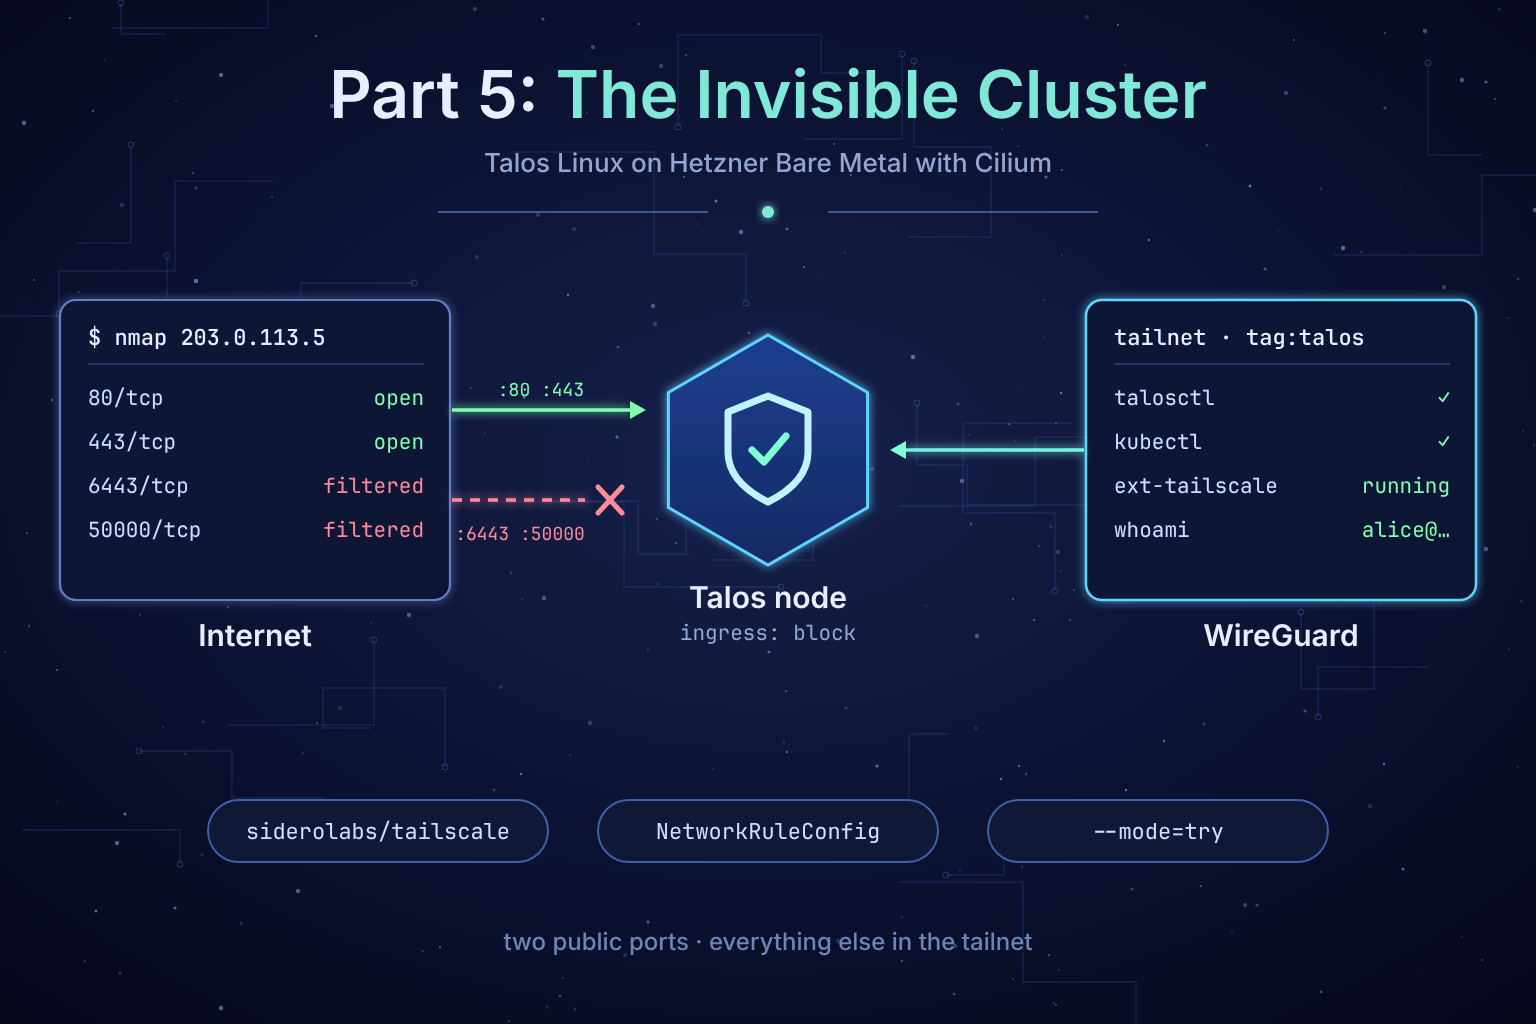 Part 5: The Invisible Cluster
Talos Linux on Hetzner Bare Metal with Cilium
$ nmap 203.0.113.5
80/tcp open
443/tcp open
6443/tcp filtered
50000/tcp filtered
Internet
:80 :443
:6443 :50000
Talos node
ingress: block
tailnet · tag:talos
talosctl ✓
kubectl ✓
ext-tailscale running
whoami alice@…
WireGuard
siderolabs/tailscale
NetworkRuleConfig
--mode=try
two public ports · everything else in the tailnet